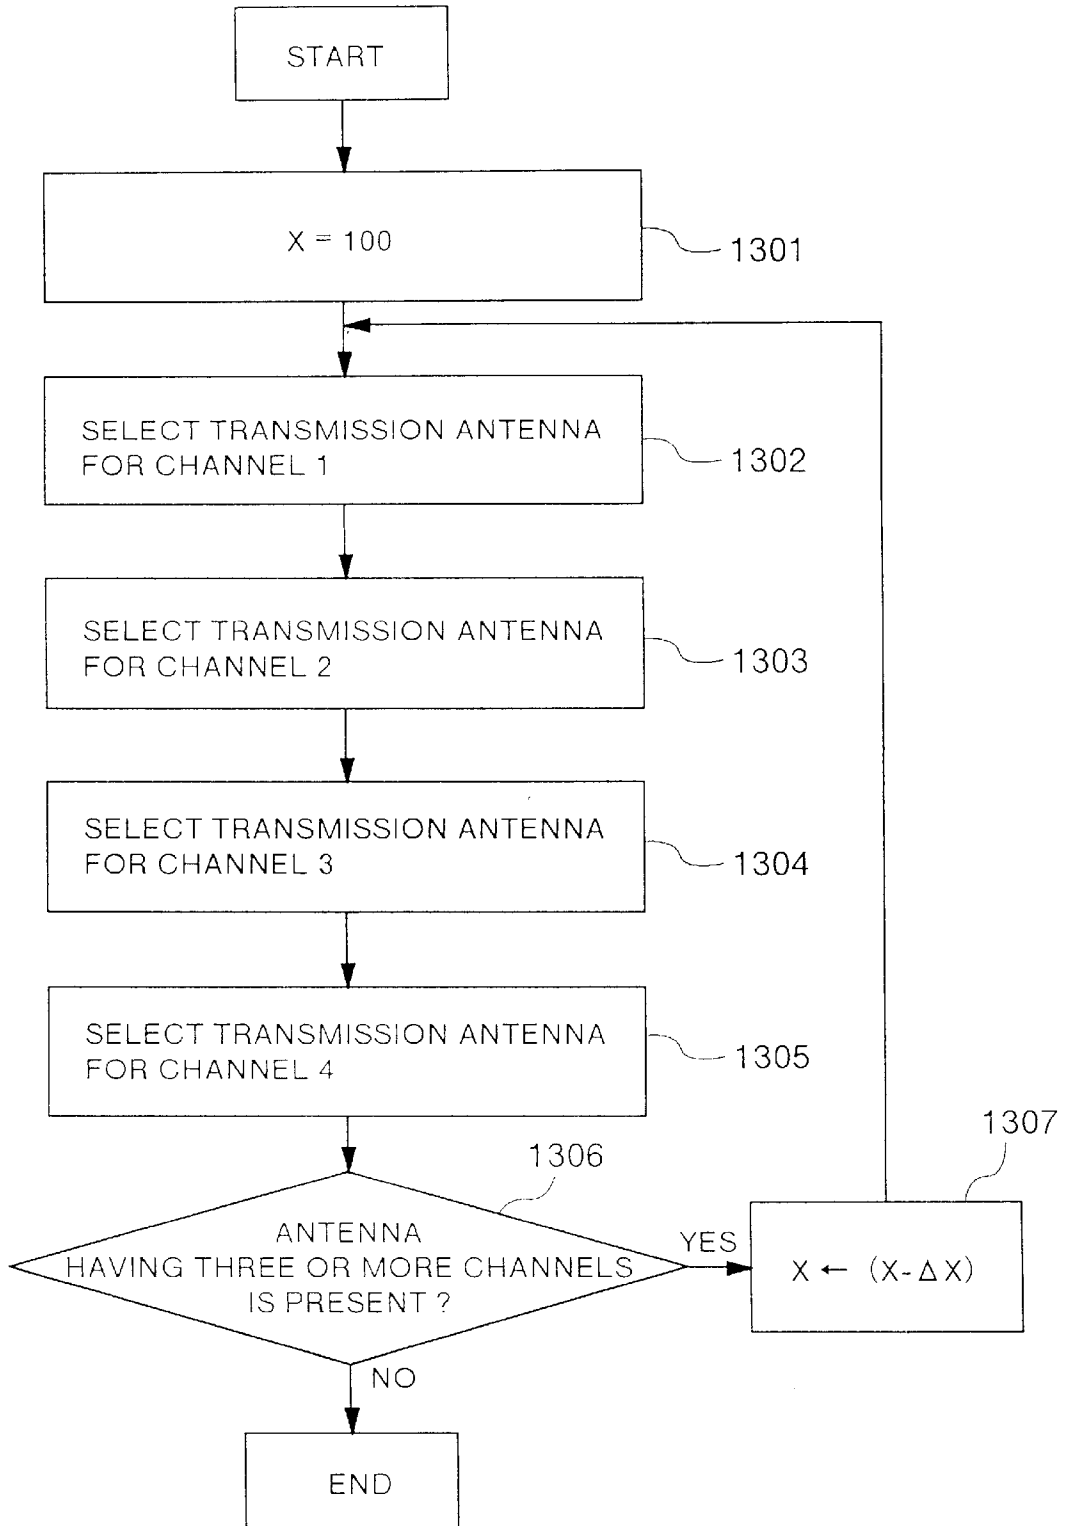 START
X = 100
1301
SELECT TRANSMISSION ANTENNA
FOR CHANNEL 1
1302
SELECT TRANSMISSION ANTENNA
FOR CHANNEL 2
1303
SELECT TRANSMISSION ANTENNA
FOR CHANNEL 3
1304
SELECT TRANSMISSION ANTENNA
FOR CHANNEL 4
1305
1306
ANTENNA
HAVING THREE OR MORE CHANNELS
IS PRESENT ?
YES
1307
X ← (X-ΔX)
NO
END